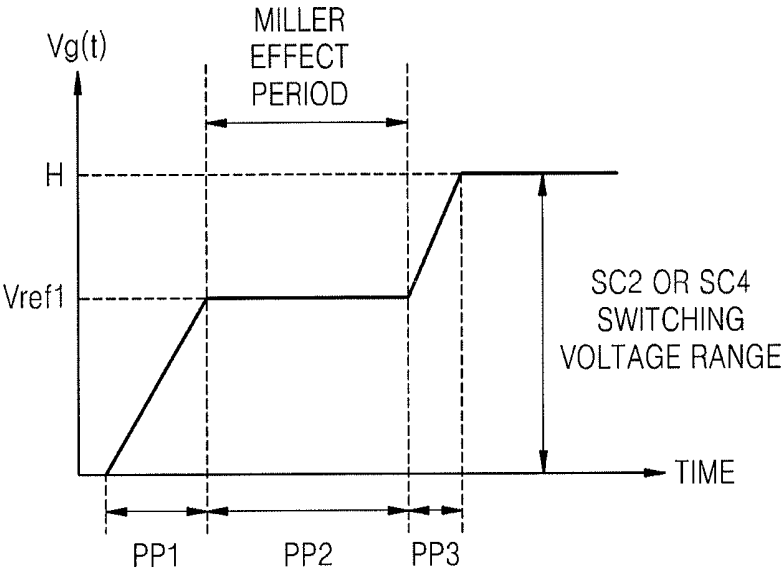 MILLER
EFFECT
PERIOD
Vg(t)
H
Vref1
SC2 OR SC4
SWITCHING
VOLTAGE RANGE
TIME
PP1
PP2
PP3